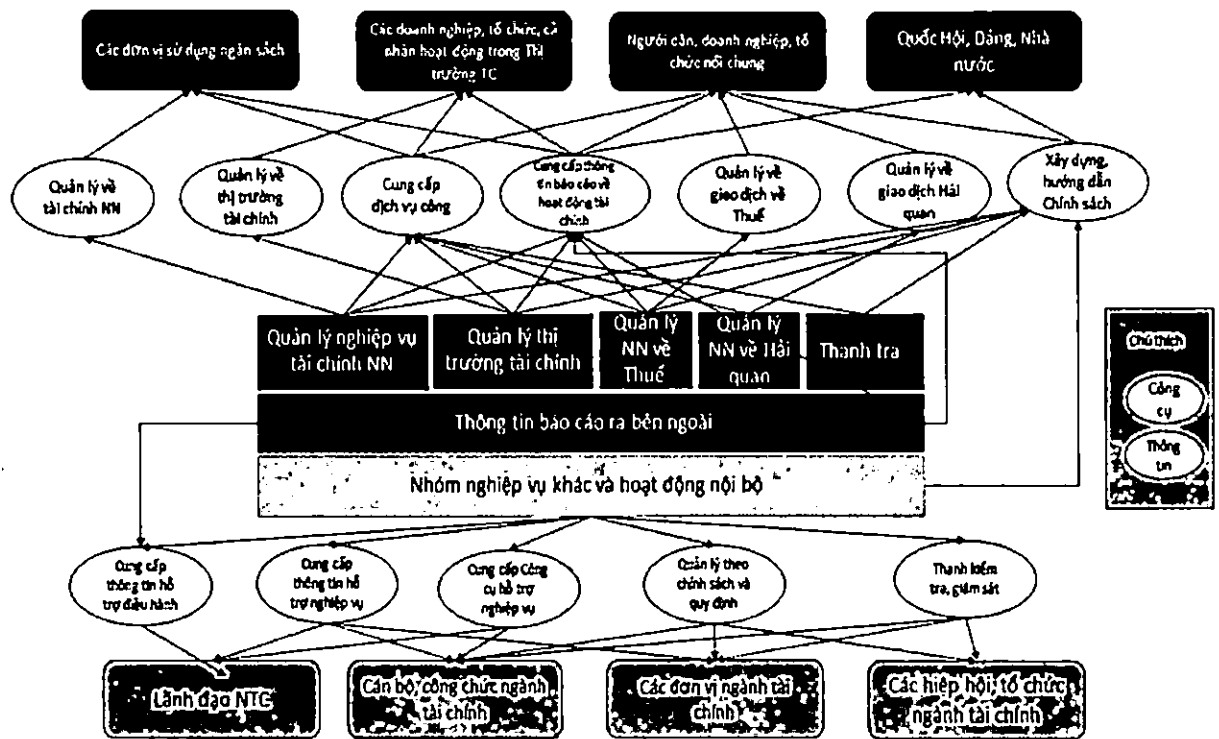 Các đơn vị sử dụng ngân sách
Các doanh nghiệp, tổ chức, cá
nhân hoạt động trong Thị
trường TC
Người dân, doanh nghiệp, tổ
chức nói chung
Quốc Hội, Đảng, Nhà
nước
Quản lý về
tài chính NN
Quản lý về
thị trường
tài chính
Cung cấp
dịch vụ công
Cung cấp thông
tin báo cáo về
hoạt động tài
chính
Quản lý về
giao dịch về
Thuế
Quản lý về
giao dịch Hải
quan
Xây dựng,
hướng dẫn
Chính sách
Quản lý nghiệp vụ
tài chính NN
Quản lý thị
trường tài chính
Quản lý
NN về
Thuế
Quản lý
NN về Hải
quan
Thanh tra
Thông tin báo cáo ra bên ngoài
Nhóm nghiệp vụ khác và hoạt động nội bộ
Chú thích
Công
cụ
Thông
tin
Cung cấp
thông tin hỗ
trợ điều hành
Cung cấp
thông tin hỗ
trợ nghiệp vụ
Cung cấp Công
cụ hỗ trợ
nghiệp vụ
Quản lý theo
chính sách và
quy định
Thanh kiểm
tra, giám sát
Lãnh đạo NTC
Cán bộ, công chức ngành
tài chính
Các đơn vị ngành tài
chính
Các hiệp hội, tổ chức
ngành tài chính